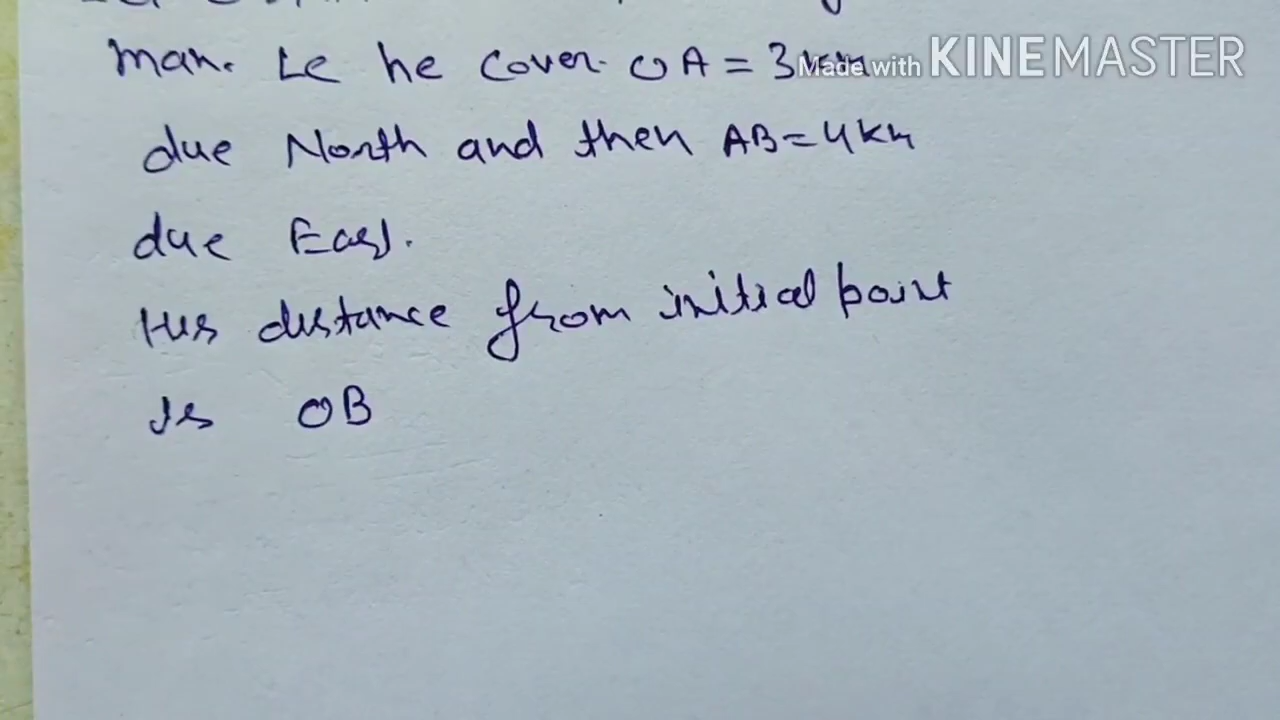 man. Le he cover. OA = 3km
Made with KINEMASTER
due North and then AB = 4km
due East.
His distance from initial point
is OB